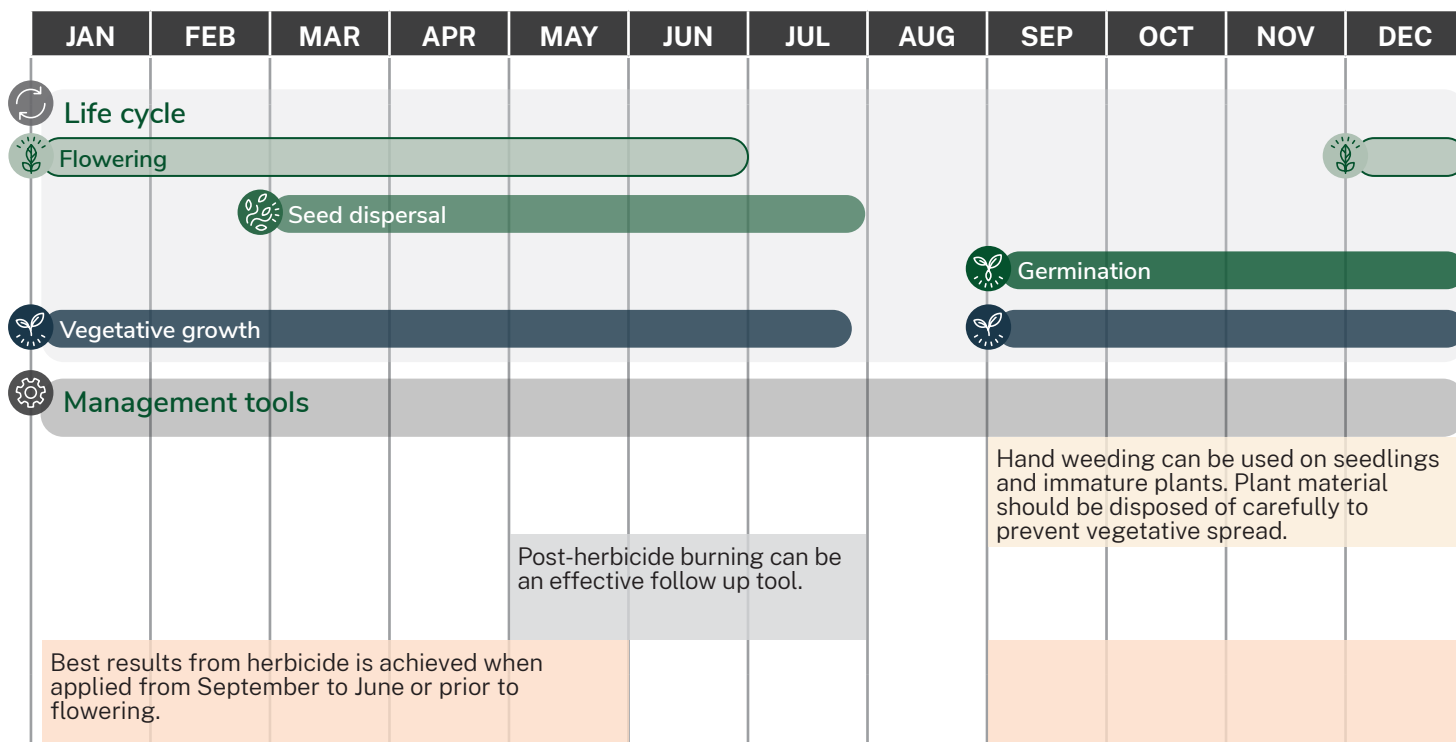 JAN FEB MAR APR MAY JUN JUL AUG SEP OCT NOV DEC
Life cycle
Flowering
Seed dispersal
Germination
Vegetative growth
Management tools
Hand weeding can be used on seedlings
and immature plants. Plant material
should be disposed of carefully to
prevent vegetative spread.
Post-herbicide burning can be
an effective follow up tool.
Best results from herbicide is achieved when
applied from September to June or prior to
flowering.